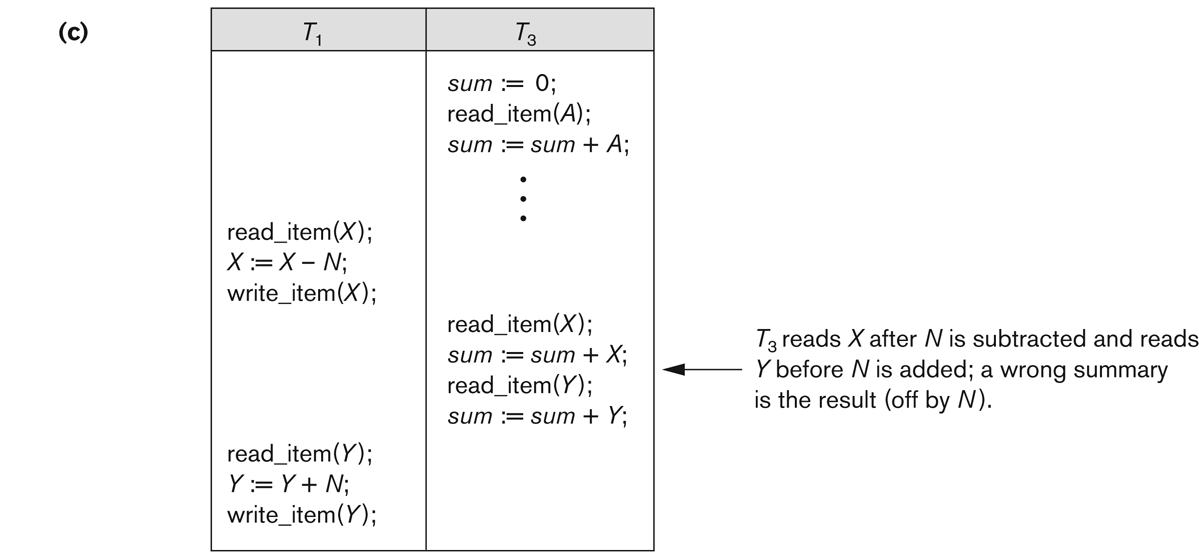 (c)
T1 T3
sum := 0;
read_item(A);
sum := sum + A;
read_item(X);
X := X – N;
write_item(X);
read_item(X);
sum := sum + X;
read_item(Y);
sum := sum + Y;
T3 reads X after N is subtracted and reads
Y before N is added; a wrong summary
is the result (off by N).
read_item(Y);
Y := Y + N;
write_item(Y);